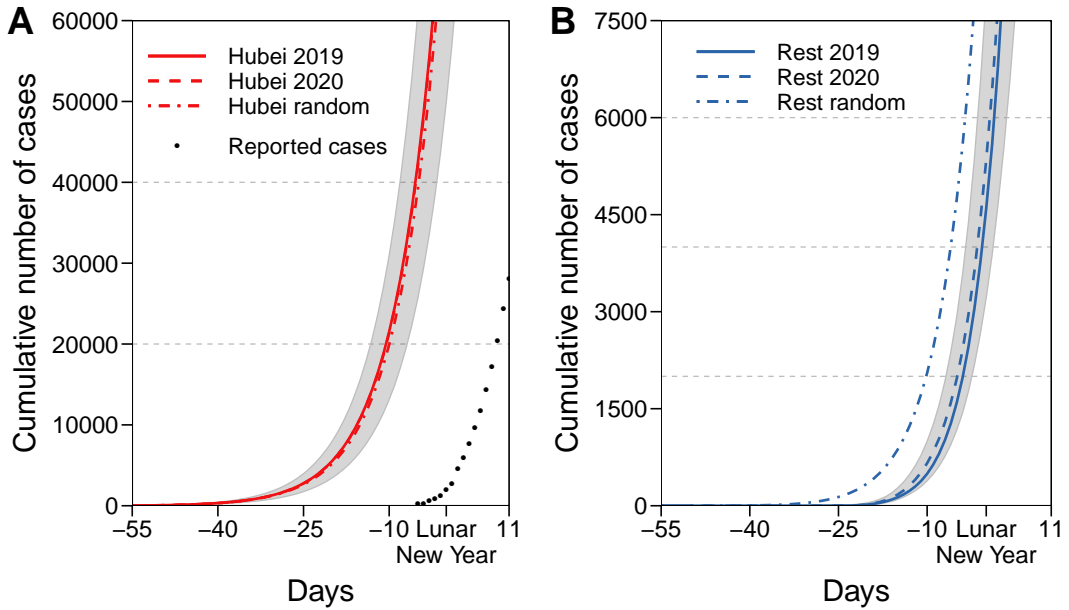 A
Cumulative number of cases
60000
50000
40000
30000
20000
10000
0
Hubei 2019
Hubei 2020
Hubei random
Reported cases
−55
−40
−25
−10
Lunar
New Year
11
Days
B
Cumulative number of cases
7500
6000
4500
3000
1500
0
Rest 2019
Rest 2020
Rest random
−55
−40
−25
−10
Lunar
New Year
11
Days